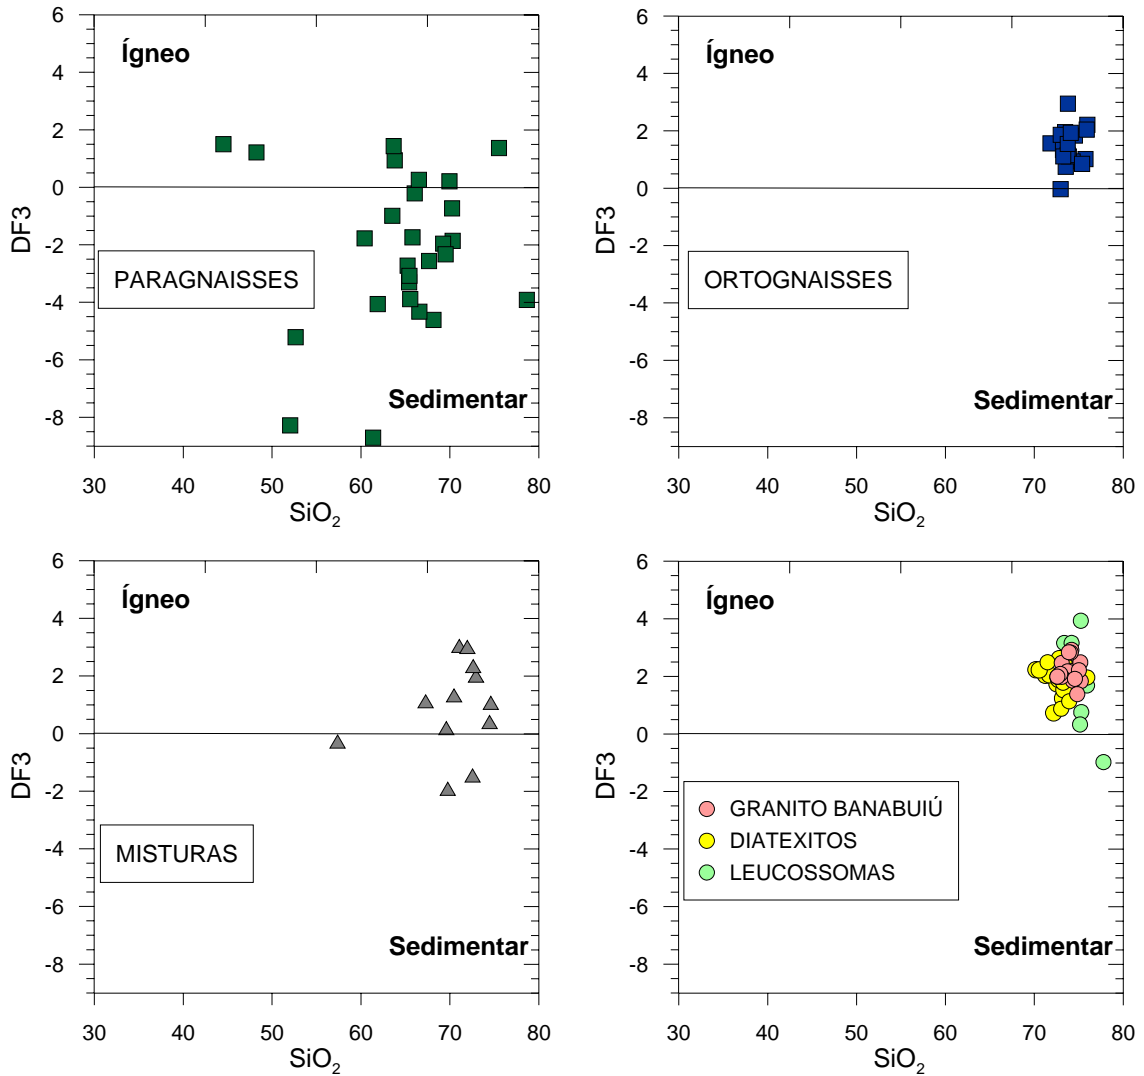 6
Ígneo
4
2
0
-2
-4
-6
-8
DF3
PARAGNAISSES
Sedimentar
30 40 50 60 70 80
SiO₂
6
Ígneo
4
2
0
-2
-4
-6
-8
DF3
ORTOGNAISSES
Sedimentar
30 40 50 60 70 80
SiO₂
6
Ígneo
4
2
0
-2
-4
-6
-8
DF3
MISTURAS
Sedimentar
30 40 50 60 70 80
SiO₂
6
Ígneo
4
2
0
-2
-4
-6
-8
DF3
GRANITO BANABUIÚ
DIATEXITOS
LEUCOSSOMAS
Sedimentar
30 40 50 60 70 80
SiO₂